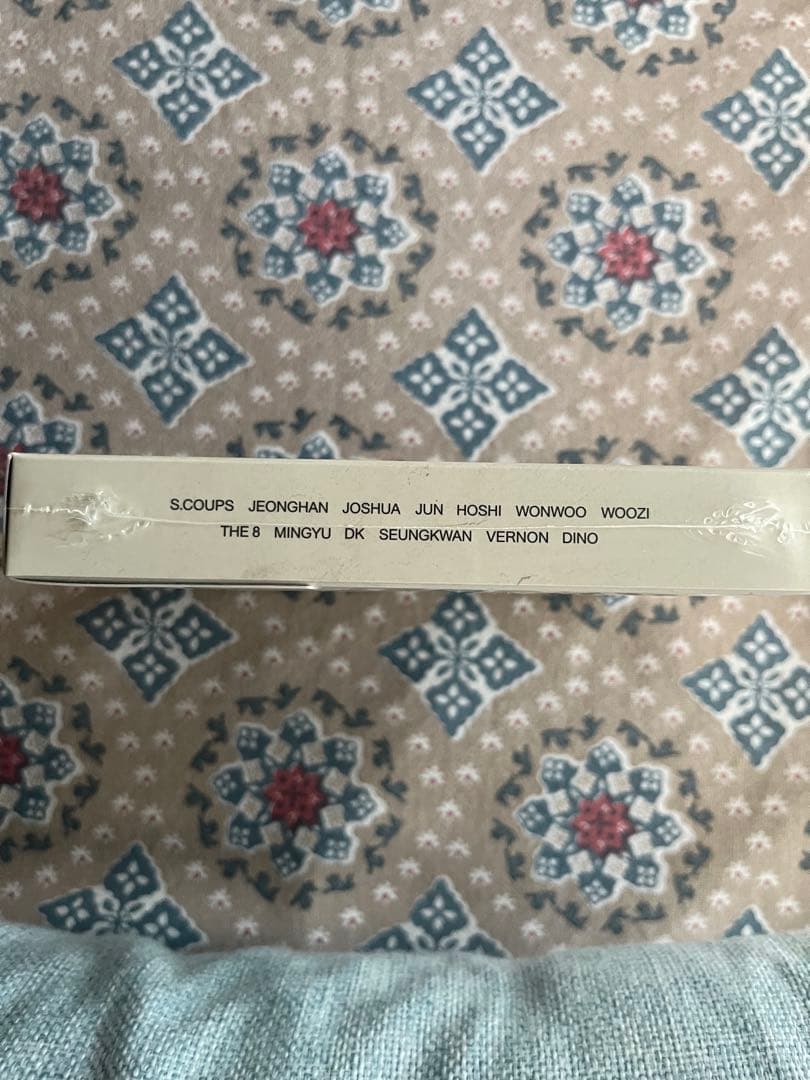 S.COUPS JEONGHAN JOSHUA JUN HOSHI WONWOO WOOZI
THE 8 MINGYU DK SEUNGKWAN VERNON DINO